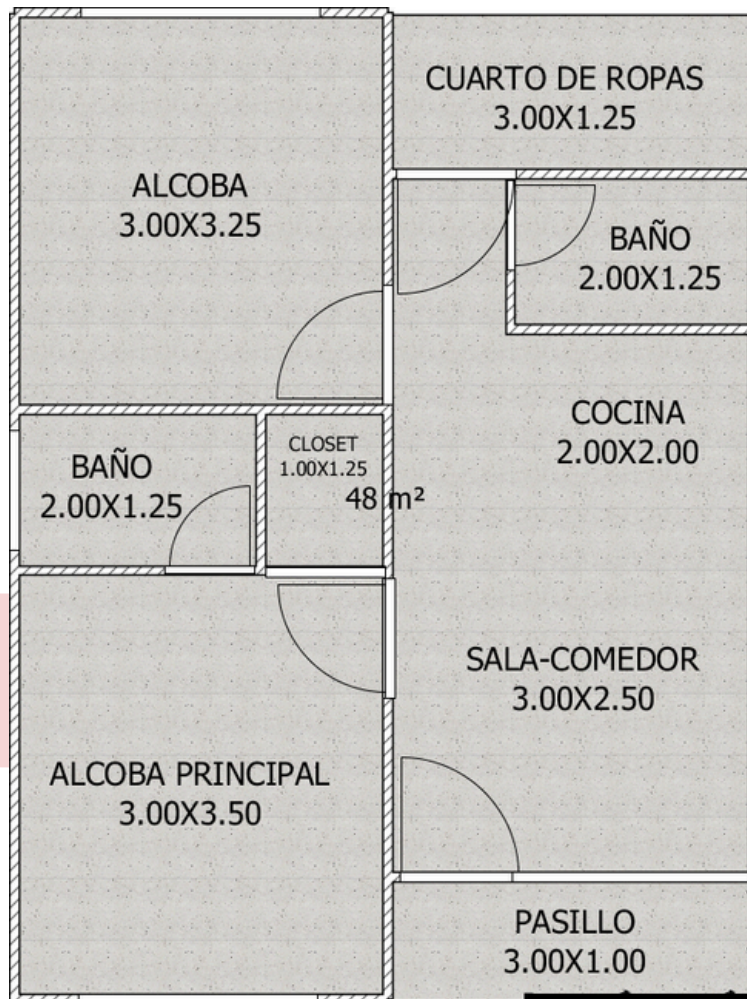 CUARTO DE ROPAS
3.00X1.25
ALCOBA
3.00X3.25
BAÑO
2.00X1.25
COCINA
2.00X2.00
CLOSET
1.00X1.25
BAÑO
2.00X1.25
48 m²
SALA-COMEDOR
3.00X2.50
ALCOBA PRINCIPAL
3.00X3.50
PASILLO
3.00X1.00